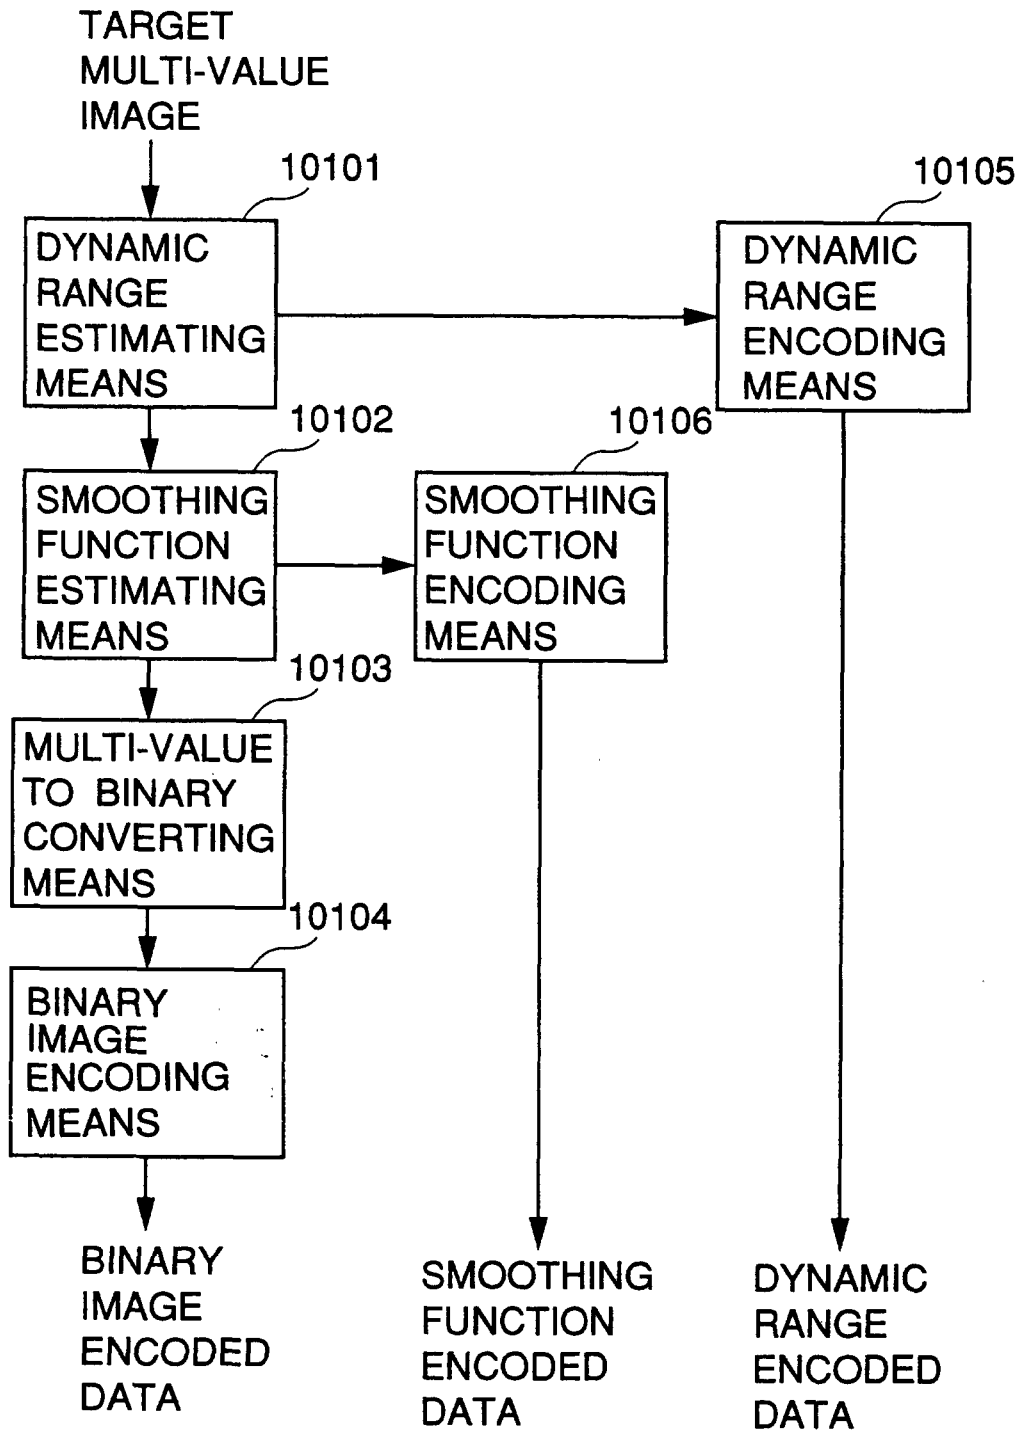 TARGET
MULTI-VALUE
IMAGE
10101
DYNAMIC
RANGE
ESTIMATING
MEANS
10105
DYNAMIC
RANGE
ENCODING
MEANS
10102
SMOOTHING
FUNCTION
ESTIMATING
MEANS
10106
SMOOTHING
FUNCTION
ENCODING
MEANS
10103
MULTI-VALUE
TO BINARY
CONVERTING
MEANS
10104
BINARY
IMAGE
ENCODING
MEANS
BINARY
IMAGE
ENCODED
DATA
SMOOTHING
FUNCTION
ENCODED
DATA
DYNAMIC
RANGE
ENCODED
DATA